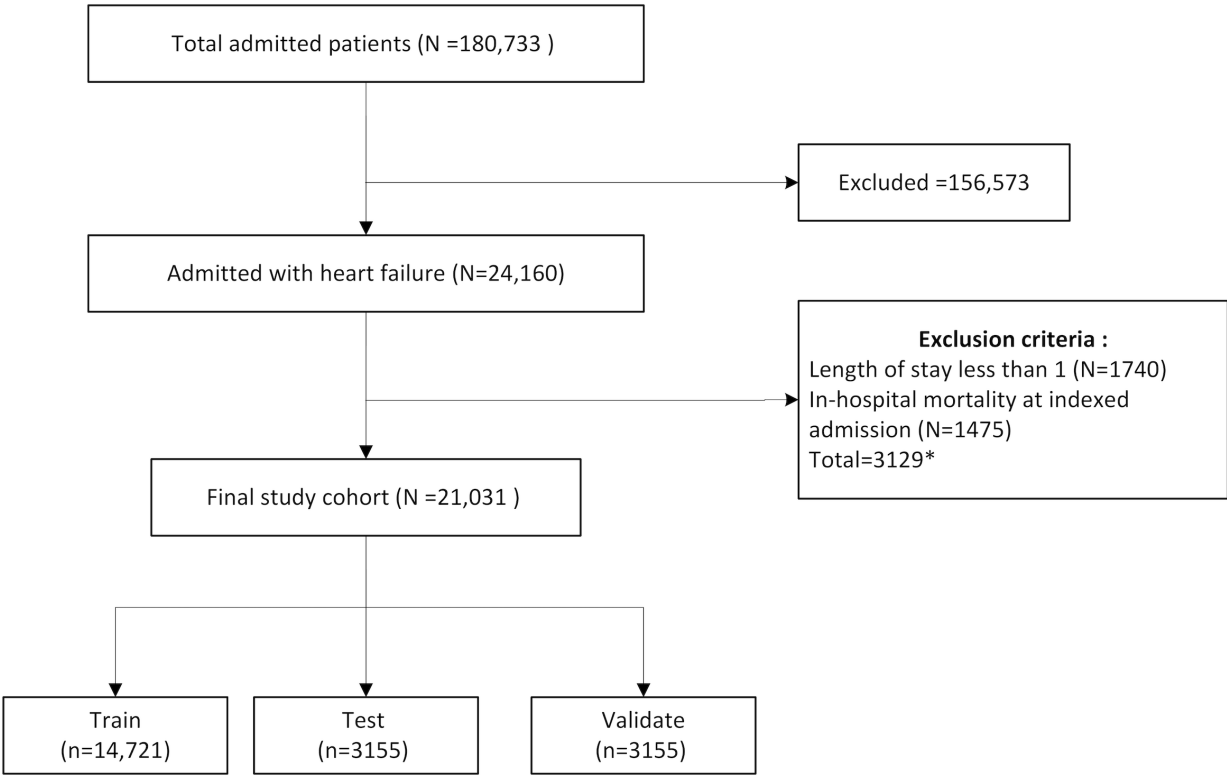 Total admitted patients (N =180,733 )
Excluded =156,573
Admitted with heart failure (N=24,160)
Exclusion criteria :
Length of stay less than 1 (N=1740)
In-hospital mortality at indexed
admission (N=1475)
Total=3129*
Final study cohort (N =21,031 )
Train
(n=14,721)
Test
(n=3155)
Validate
(n=3155)